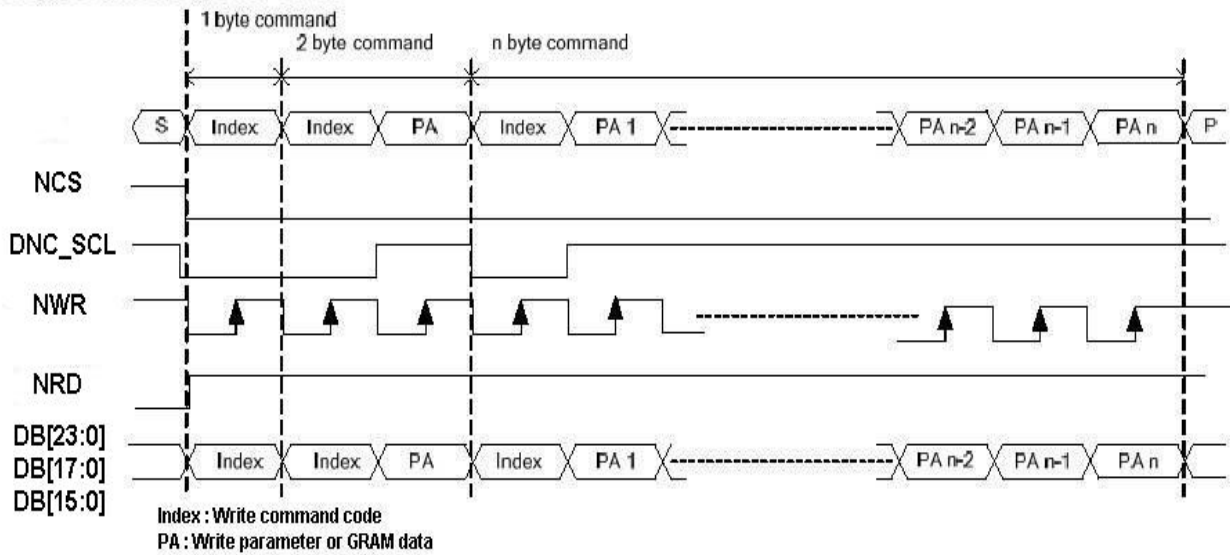 1 byte command
2 byte command n byte command
S Index Index PA Index PA 1 PA n-2 PA n-1 PA n P
NCS
DNC_SCL
NWR
NRD
DB[23:0]
DB[17:0]
DB[15:0]
Index Index PA Index PA 1 PA n-2 PA n-1 PA n
Index : Write command code
PA : Write parameter or GRAM data